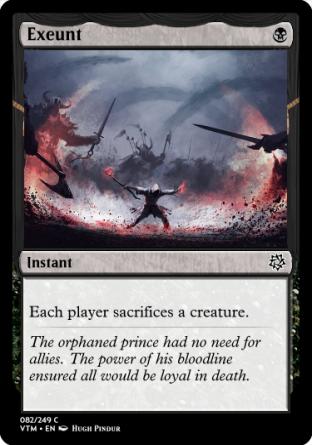 Exeunt
Instant
Each player sacrifices a creature.
The orphaned prince had no need for
allies. The power of his bloodline
ensured all would be loyal in death.
082/249 C
VTM • EN HUGH PINDUR